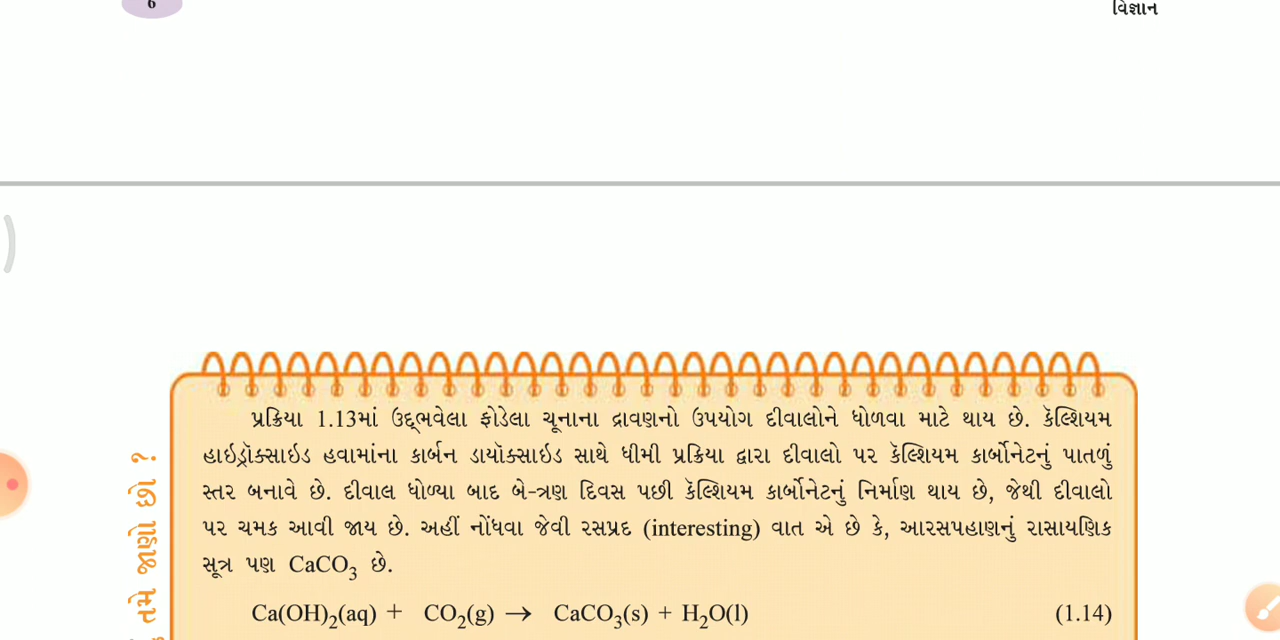 6
વિજ્ઞાન
પ્રક્રિયા 1.13માં ઉદ્ભવેલા ફોડેલા ચૂનાના દ્રાવણનો ઉપયોગ દીવાલોને ધોળવા માટે થાય છે. કૅલ્શિયમ
હાઇડ્રૉક્સાઇડ હવામાંના કાર્બન ડાયૉક્સાઇડ સાથે ધીમી પ્રક્રિયા દ્વારા દીવાલો પર કૅલ્શિયમ કાર્બોનેટનું પાતળું
સ્તર બનાવે છે. દીવાલ ધોળ્યા બાદ બે-ત્રણ દિવસ પછી કૅલ્શિયમ કાર્બોનેટનું નિર્માણ થાય છે, જેથી દીવાલો
પર ચમક આવી જાય છે. અહીં નોંધવા જેવી રસપ્રદ (interesting) વાત એ છે કે, આરસપહાણનું રાસાયણિક
સૂત્ર પણ CaCO₃ છે.
Ca(OH)₂(aq) + CO₂(g) → CaCO₃(s) + H₂O(l) (1.14)
તમે જાણો છો ?